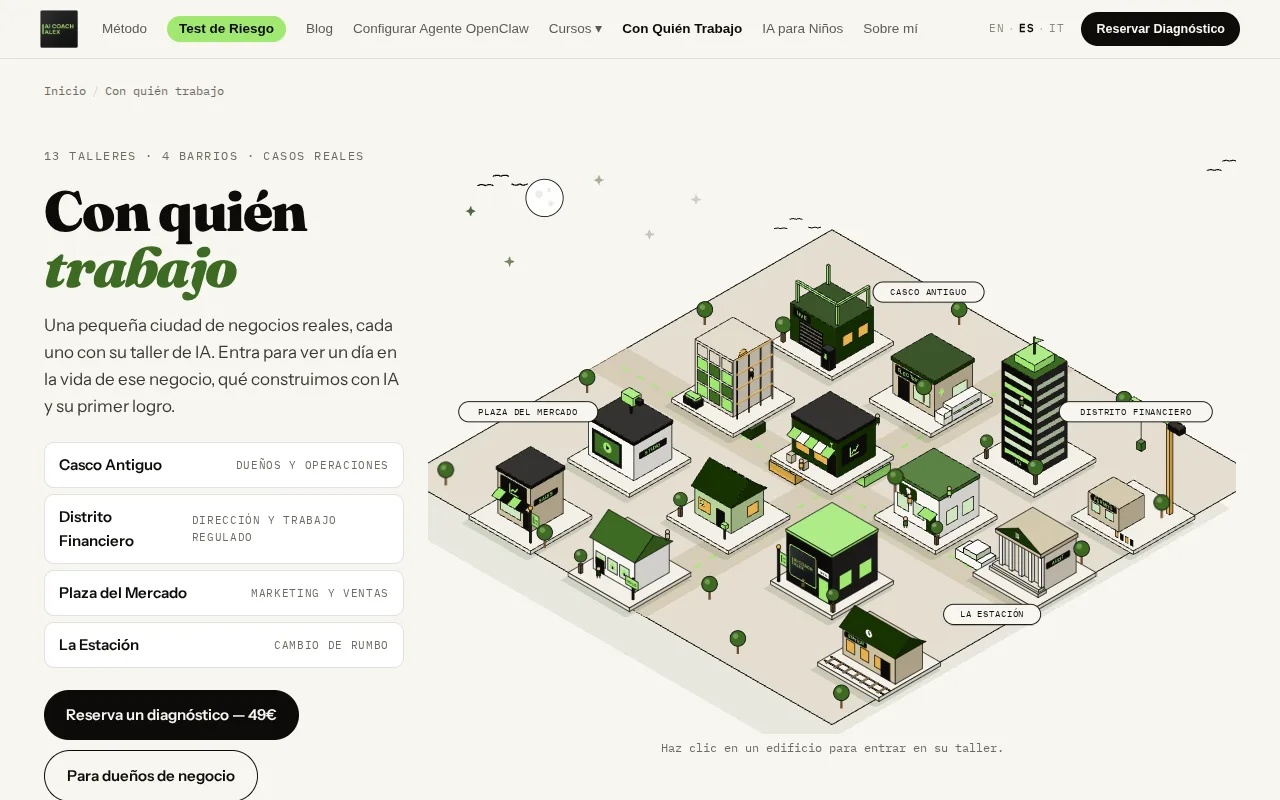 AI COACH
ALEX
Método
Test de Riesgo
Blog
Configurar Agente OpenClaw
Cursos ▾
Con Quién Trabajo
IA para Niños
Sobre mí
EN · ES · IT
Reservar Diagnóstico
Inicio / Con quién trabajo
13 TALLERES · 4 BARRIOS · CASOS REALES
Con quién
trabajo
Una pequeña ciudad de negocios reales, cada
uno con su taller de IA. Entra para ver un día en
la vida de ese negocio, qué construimos con IA
y su primer logro.
Casco Antiguo
DUEÑOS Y OPERACIONES
Distrito
Financiero
DIRECCIÓN Y TRABAJO
REGULADO
Plaza del Mercado
MARKETING Y VENTAS
La Estación
CAMBIO DE RUMBO
Reserva un diagnóstico — 49€
Para dueños de negocio
CASCO ANTIGUO
PLAZA DEL MERCADO
DISTRITO FINANCIERO
LA ESTACIÓN
Haz clic en un edificio para entrar en su taller.